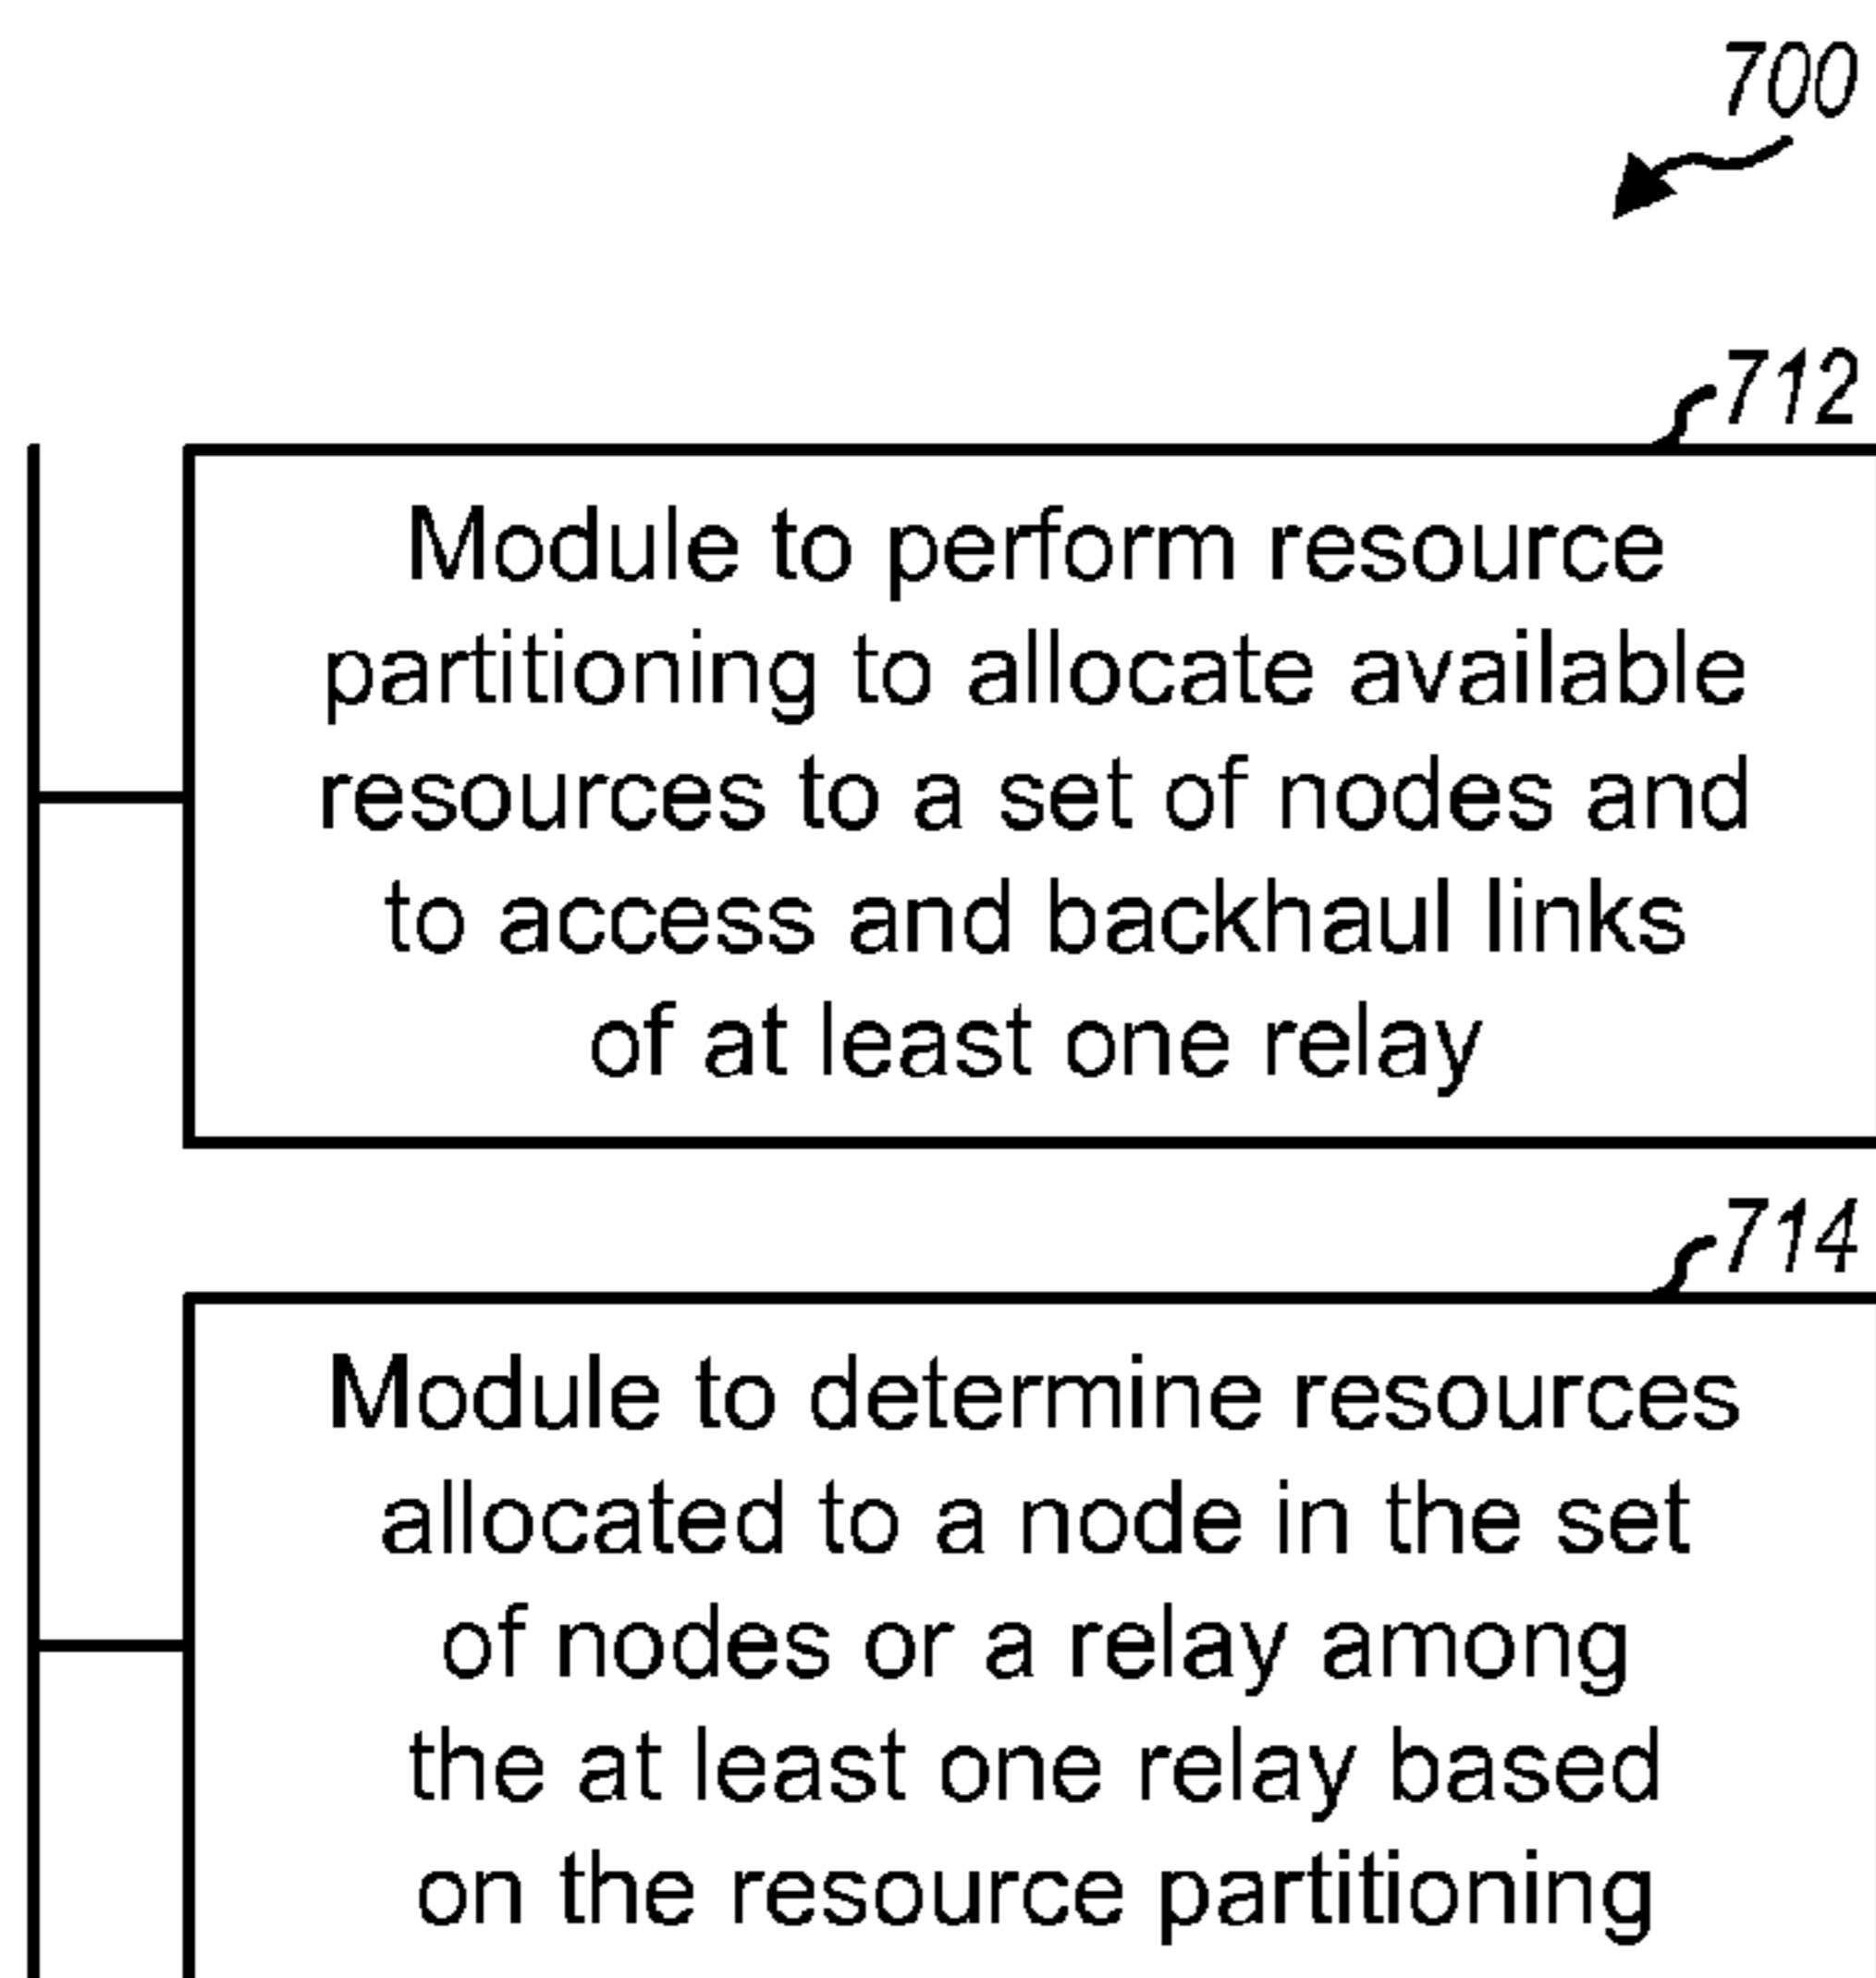 700
712
Module to perform resource
partitioning to allocate available
resources to a set of nodes and
to access and backhaul links
of at least one relay
714
Module to determine resources
allocated to a node in the set
of nodes or a relay among
the at least one relay based
on the resource partitioning